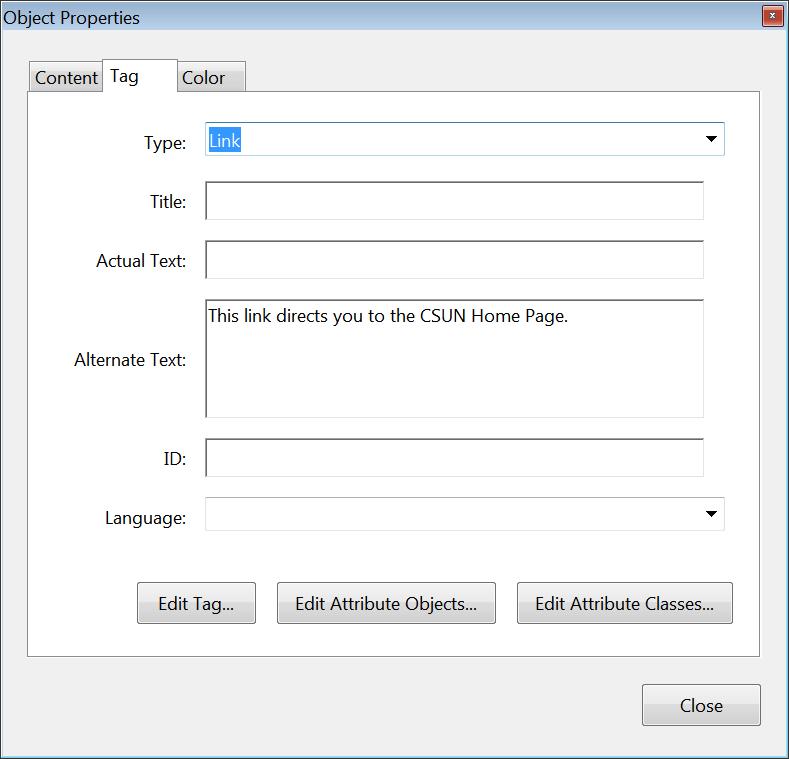 Object Properties
x
Content Tag Color
Type: Link
Title:
Actual Text:
Alternate Text: This link directs you to the CSUN Home Page.
ID:
Language:
Edit Tag... Edit Attribute Objects... Edit Attribute Classes...
Close